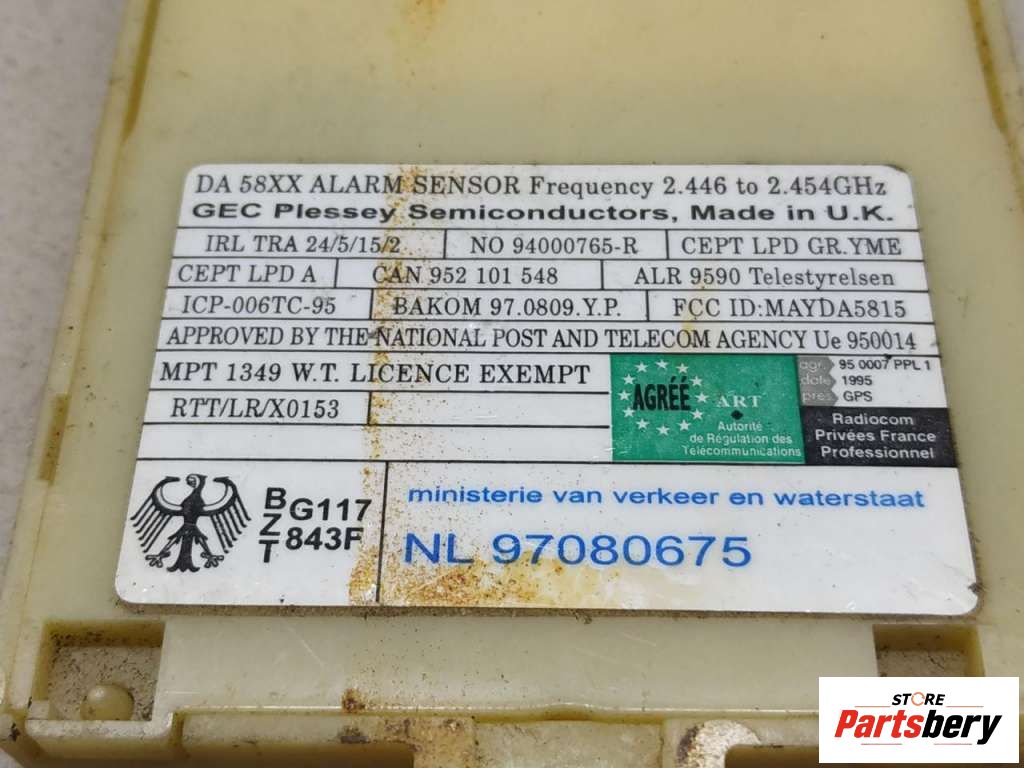 DA 58XX ALARM SENSOR Frequency 2.446 to 2.454GHz
GEC Plessey Semiconductors, Made in U.K.
IRL TRA 24/5/15/2 NO 94000765-R CEPT LPD GR.YME
CEPT LPD A CAN 952 101 548 ALR 9590 Telestyrelsen
ICP-006TC-95 BAKOM 97.0809.Y.P. FCC ID:MAYDA5815
APPROVED BY THE NATIONAL POST AND TELECOM AGENCY Ue 950014
MPT 1349 W.T. LICENCE EXEMPT
RTT/LR/X0153
AGRÉÉ
ART
Autorité
de Régulation des
Télécommunications
agr. 95 0007 PPL 1
date 1995
pres GPS
Radiocom
Privées France
Professionnel
BZT
G117
843F
ministerie van verkeer en waterstaat
NL 97080675
STORE
Partsbery